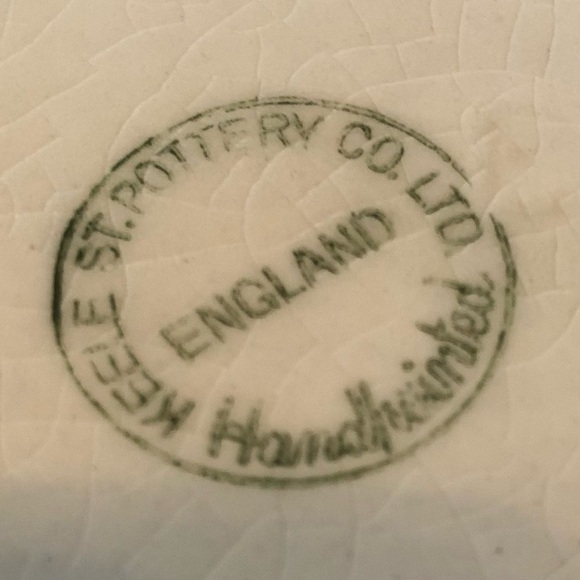 KEELE ST. POTTERY CO. LTD.
ENGLAND
Handpainted